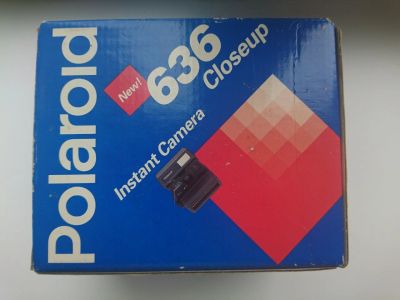 Polaroid
New!
636
Closeup
Instant Camera